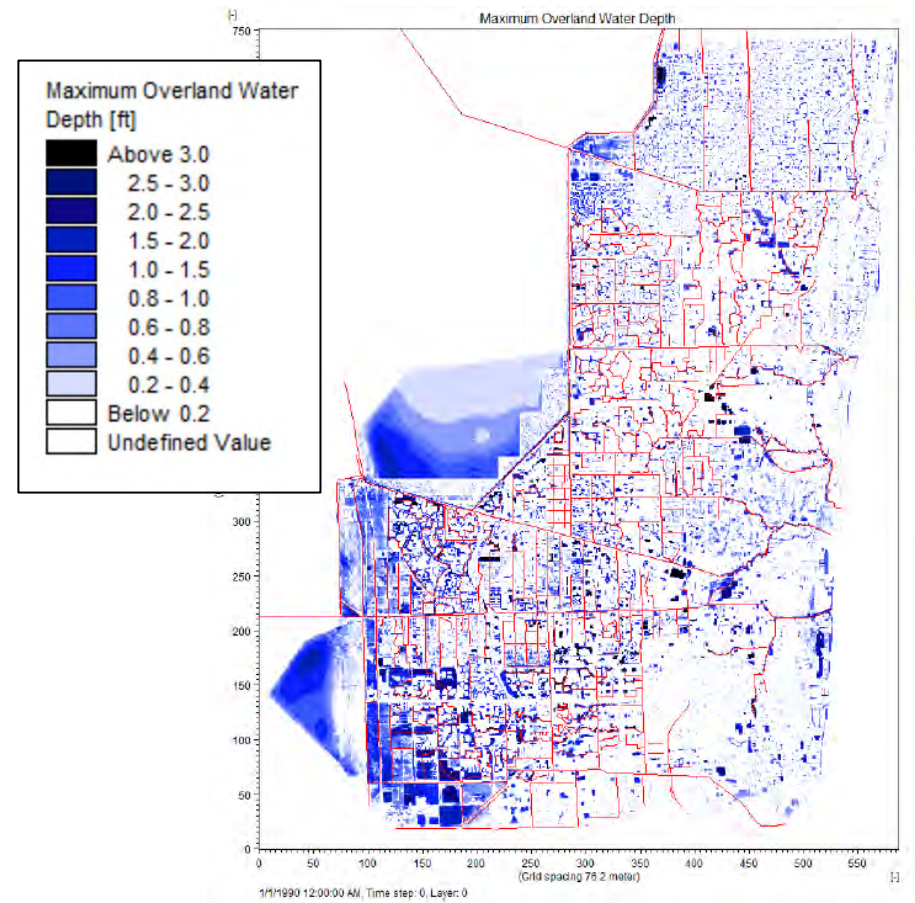 [-]
Maximum Overland Water Depth
750
Maximum Overland Water
Depth [ft]
Above 3.0
2.5 - 3.0
2.0 - 2.5
1.5 - 2.0
1.0 - 1.5
0.8 - 1.0
0.6 - 0.8
0.4 - 0.6
0.2 - 0.4
Below 0.2
Undefined Value
300
250
200
150
100
50
0
0 50 100 150 200 250 300 350 400 450 500 550
(Grid spacing 76.2 meter) [-]
1/1/1990 12:00:00 AM, Time step: 0, Layer: 0